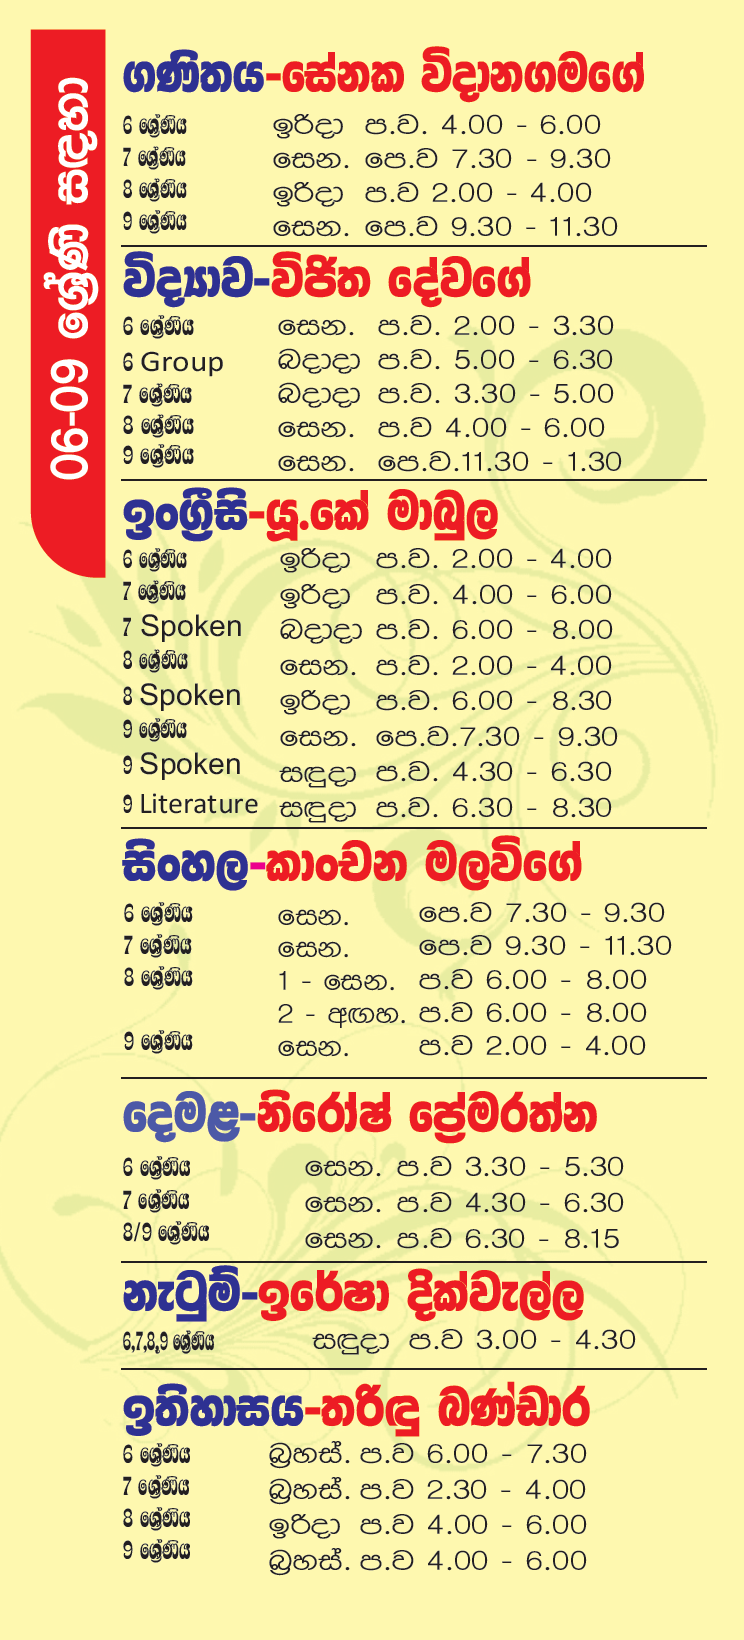 06-09 ශ්‍රේණි සඳහා
ගණිතය-සේනක විදානගමගේ
6 ශ්‍රේණිය ඉරිදා ප.ව. 4.00 - 6.00
7 ශ්‍රේණිය සෙන. පෙ.ව 7.30 - 9.30
8 ශ්‍රේණිය ඉරිදා ප.ව 2.00 - 4.00
9 ශ්‍රේණිය සෙන. පෙ.ව 9.30 - 11.30
විද්‍යාව-විජිත දේවගේ
6 ශ්‍රේණිය සෙන. ප.ව. 2.00 - 3.30
6 Group බදාදා ප.ව. 5.00 - 6.30
7 ශ්‍රේණිය බදාදා ප.ව. 3.30 - 5.00
8 ශ්‍රේණිය සෙන. ප.ව 4.00 - 6.00
9 ශ්‍රේණිය සෙන. පෙ.ව.11.30 - 1.30
ඉංග්‍රීසි-යූ.කේ මාබුල
6 ශ්‍රේණිය ඉරිදා ප.ව. 2.00 - 4.00
7 ශ්‍රේණිය ඉරිදා ප.ව. 4.00 - 6.00
7 Spoken බදාදා ප.ව. 6.00 - 8.00
8 ශ්‍රේණිය සෙන. ප.ව. 2.00 - 4.00
8 Spoken ඉරිදා ප.ව. 6.00 - 8.30
9 ශ්‍රේණිය සෙන. පෙ.ව.7.30 - 9.30
9 Spoken සඳුදා ප.ව. 4.30 - 6.30
9 Literature සඳුදා ප.ව. 6.30 - 8.30
සිංහල-කාංචන මලවිගේ
6 ශ්‍රේණිය සෙන. පෙ.ව 7.30 - 9.30
7 ශ්‍රේණිය සෙන. පෙ.ව 9.30 - 11.30
8 ශ්‍රේණිය 1 - සෙන. ප.ව 6.00 - 8.00
2 - අඟහ. ප.ව 6.00 - 8.00
9 ශ්‍රේණිය සෙන. ප.ව 2.00 - 4.00
දෙමළ-නිරෝෂ් ප්‍රේමරත්න
6 ශ්‍රේණිය සෙන. ප.ව 3.30 - 5.30
7 ශ්‍රේණිය සෙන. ප.ව 4.30 - 6.30
8/9 ශ්‍රේණිය සෙන. ප.ව 6.30 - 8.15
නැටුම්-ඉරේෂා දික්වැල්ල
6,7,8,9 ශ්‍රේණිය සඳුදා ප.ව 3.00 - 4.30
ඉතිහාසය-තරිඳු බණ්ඩාර
6 ශ්‍රේණිය බ්‍රහස්. ප.ව 6.00 - 7.30
7 ශ්‍රේණිය බ්‍රහස්. ප.ව 2.30 - 4.00
8 ශ්‍රේණිය ඉරිදා ප.ව 4.00 - 6.00
9 ශ්‍රේණිය බ්‍රහස්. ප.ව 4.00 - 6.00